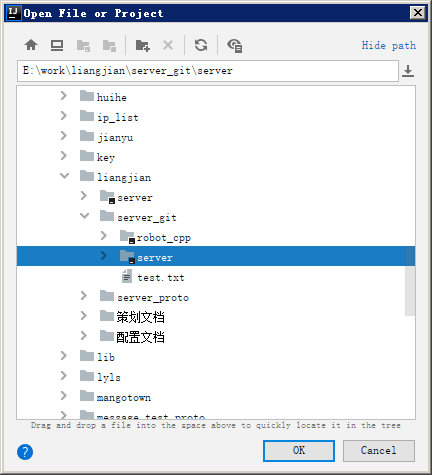 IJ Open File or Project
Hide path
E:\work\liangjian\server_git\server
huihe
ip_list
jianyu
key
liangjian
server
server_git
robot_cpp
server
test.txt
server_proto
策划文档
配置文档
lib
lyls
mangotown
message_test_proto
Drag and drop a file into the space above to quickly locate it in the tree
?
OK
Cancel